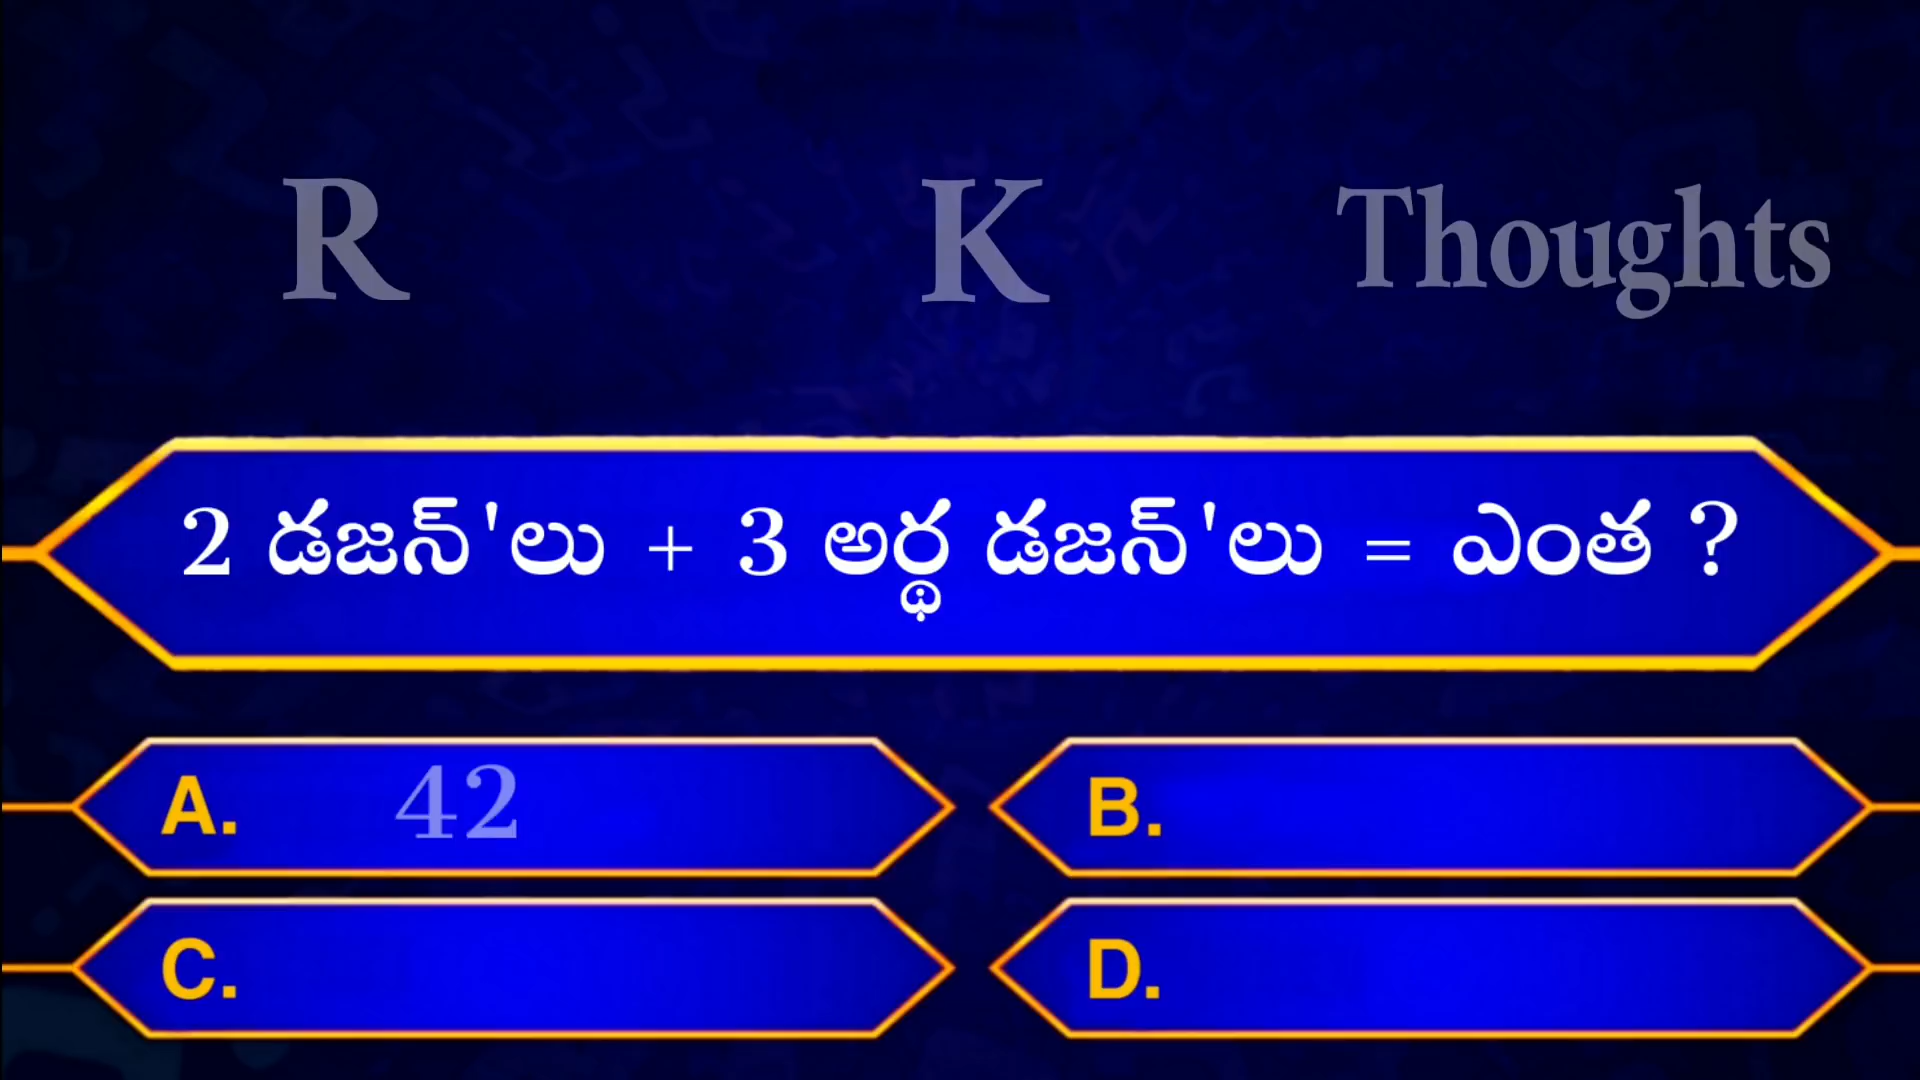 R K Thoughts
2 డజన్'లు + 3 అర్థ డజన్'లు = ఎంత ?
A. 42 B.
C. D.